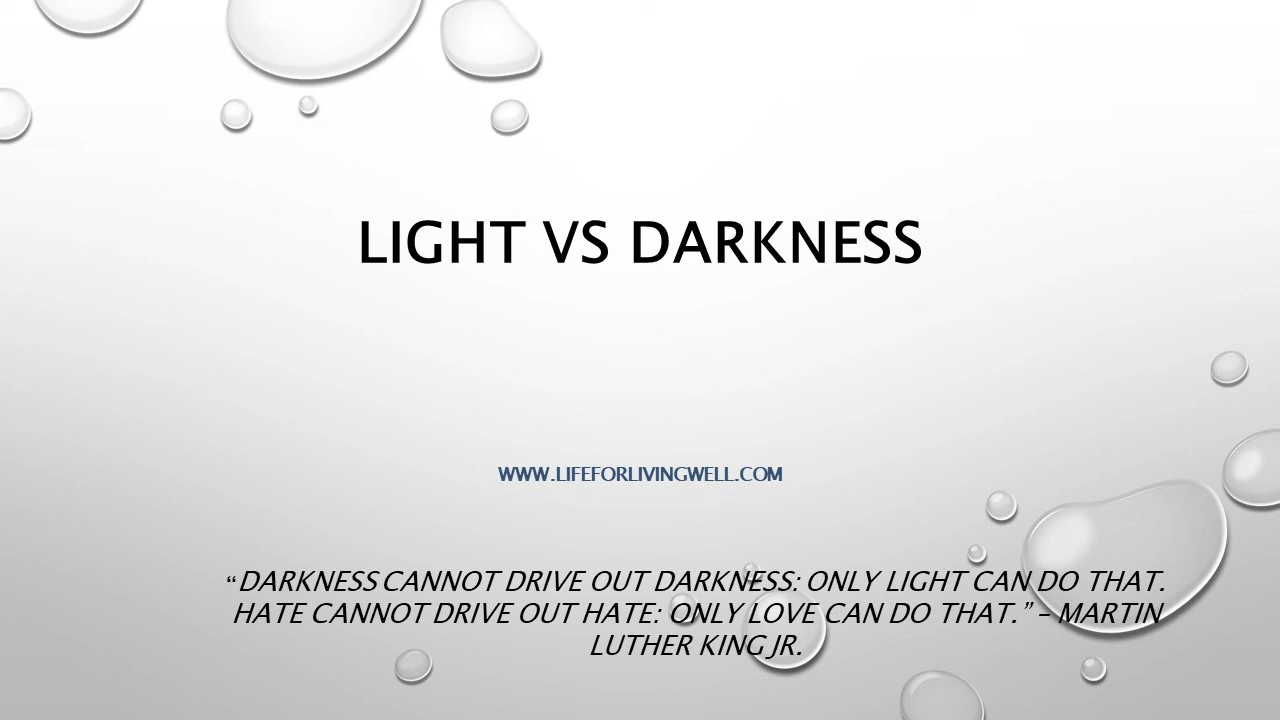 LIGHT VS DARKNESS
WWW.LIFEFORLIVINGWELL.COM
“DARKNESS CANNOT DRIVE OUT DARKNESS: ONLY LIGHT CAN DO THAT.
HATE CANNOT DRIVE OUT HATE: ONLY LOVE CAN DO THAT.” – MARTIN
LUTHER KING JR.